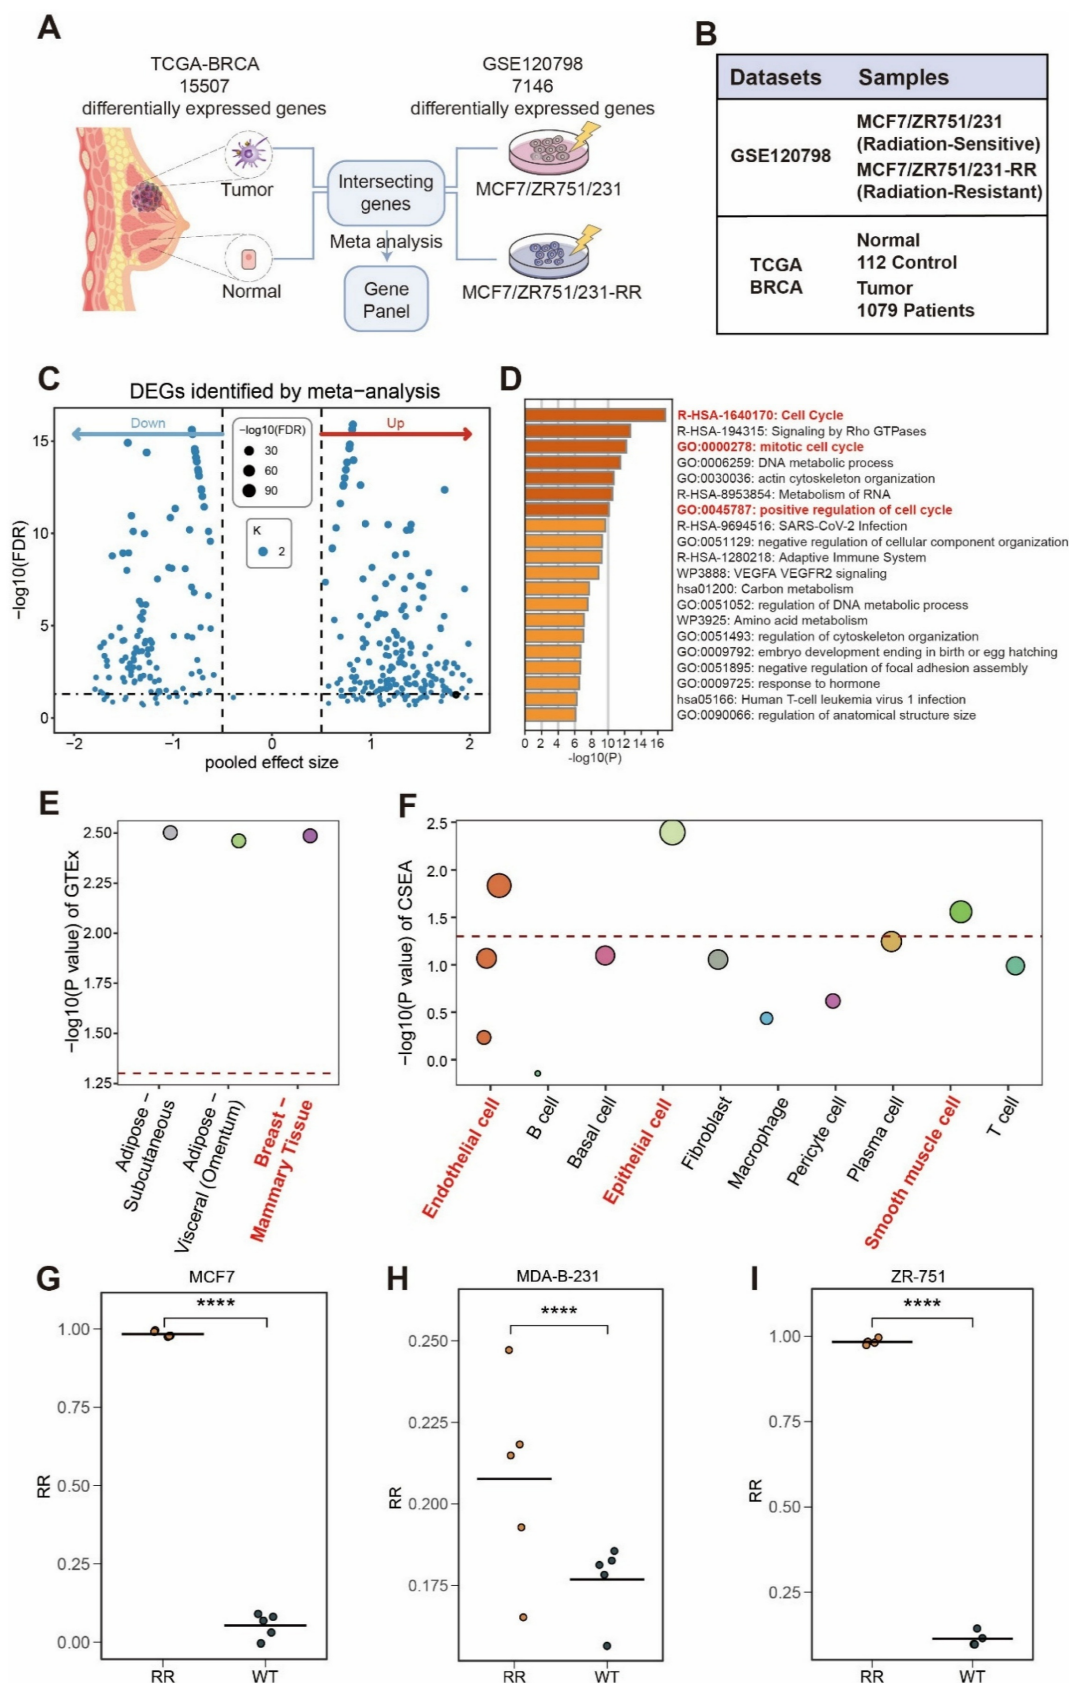 A
TCGA-BRCA
15507
differentially expressed genes
GSE120798
7146
differentially expressed genes
Tumor
Normal
Intersecting
genes
Meta analysis
Gene
Panel
MCF7/ZR751/231
MCF7/ZR751/231-RR
B
Datasets Samples
GSE120798
MCF7/ZR751/231
(Radiation-Sensitive)
MCF7/ZR751/231-RR
(Radiation-Resistant)
TCGA
BRCA
Normal
112 Control
Tumor
1079 Patients
C
DEGs identified by meta−analysis
Down
Up
−log10(FDR)
30
60
90
K
2
−log10(FDR)
15
10
5
0
−2 −1 0 1 2
pooled effect size
D
R-HSA-1640170: Cell Cycle
R-HSA-194315: Signaling by Rho GTPases
GO:0000278: mitotic cell cycle
GO:0006259: DNA metabolic process
GO:0030036: actin cytoskeleton organization
R-HSA-8953854: Metabolism of RNA
GO:0045787: positive regulation of cell cycle
R-HSA-9694516: SARS-CoV-2 Infection
GO:0051129: negative regulation of cellular component organization
R-HSA-1280218: Adaptive Immune System
WP3888: VEGFA VEGFR2 signaling
hsa01200: Carbon metabolism
GO:0051052: regulation of DNA metabolic process
WP3925: Amino acid metabolism
GO:0051493: regulation of cytoskeleton organization
GO:0009792: embryo development ending in birth or egg hatching
GO:0051895: negative regulation of focal adhesion assembly
GO:0009725: response to hormone
hsa05166: Human T-cell leukemia virus 1 infection
GO:0090066: regulation of anatomical structure size
0 2 4 6 8 10 12 14 16
-log10(P)
E
−log10(P value) of GTEx
2.50
2.25
2.00
1.75
1.50
1.25
Adipose −
Subcutaneous
Adipose −
Visceral (Omentum)
Breast −
Mammary Tissue
F
−log10(P value) of CSEA
2.5
2.0
1.5
1.0
0.5
0.0
Endothelial cell
B cell
Basal cell
Epithelial cell
Fibroblast
Macrophage
Pericyte cell
Plasma cell
Smooth muscle cell
T cell
G
MCF7
****
RR
1.00
0.75
0.50
0.25
0.00
RR WT
H
MDA-B-231
****
RR
0.250
0.225
0.200
0.175
RR WT
I
ZR-751
****
RR
1.00
0.75
0.50
0.25
RR WT